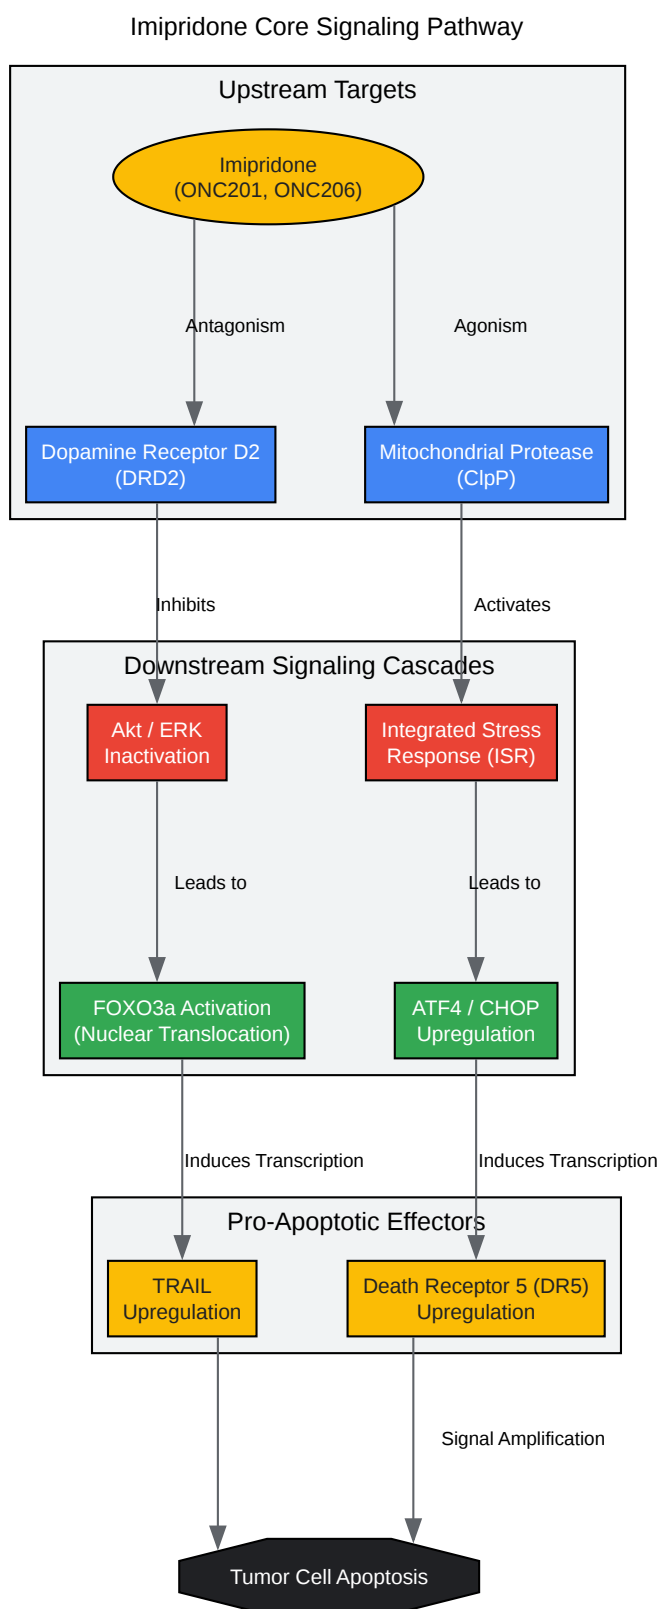 Imipridone Core Signaling Pathway
Upstream Targets
Imipridone
(ONC201, ONC206)
Antagonism
Agonism
Dopamine Receptor D2
(DRD2)
Mitochondrial Protease
(ClpP)
Inhibits
Activates
Downstream Signaling Cascades
Akt / ERK
Inactivation
Integrated Stress
Response (ISR)
Leads to
Leads to
FOXO3a Activation
(Nuclear Translocation)
ATF4 / CHOP
Upregulation
Induces Transcription
Induces Transcription
Pro-Apoptotic Effectors
TRAIL
Upregulation
Death Receptor 5 (DR5)
Upregulation
Signal Amplification
Tumor Cell Apoptosis